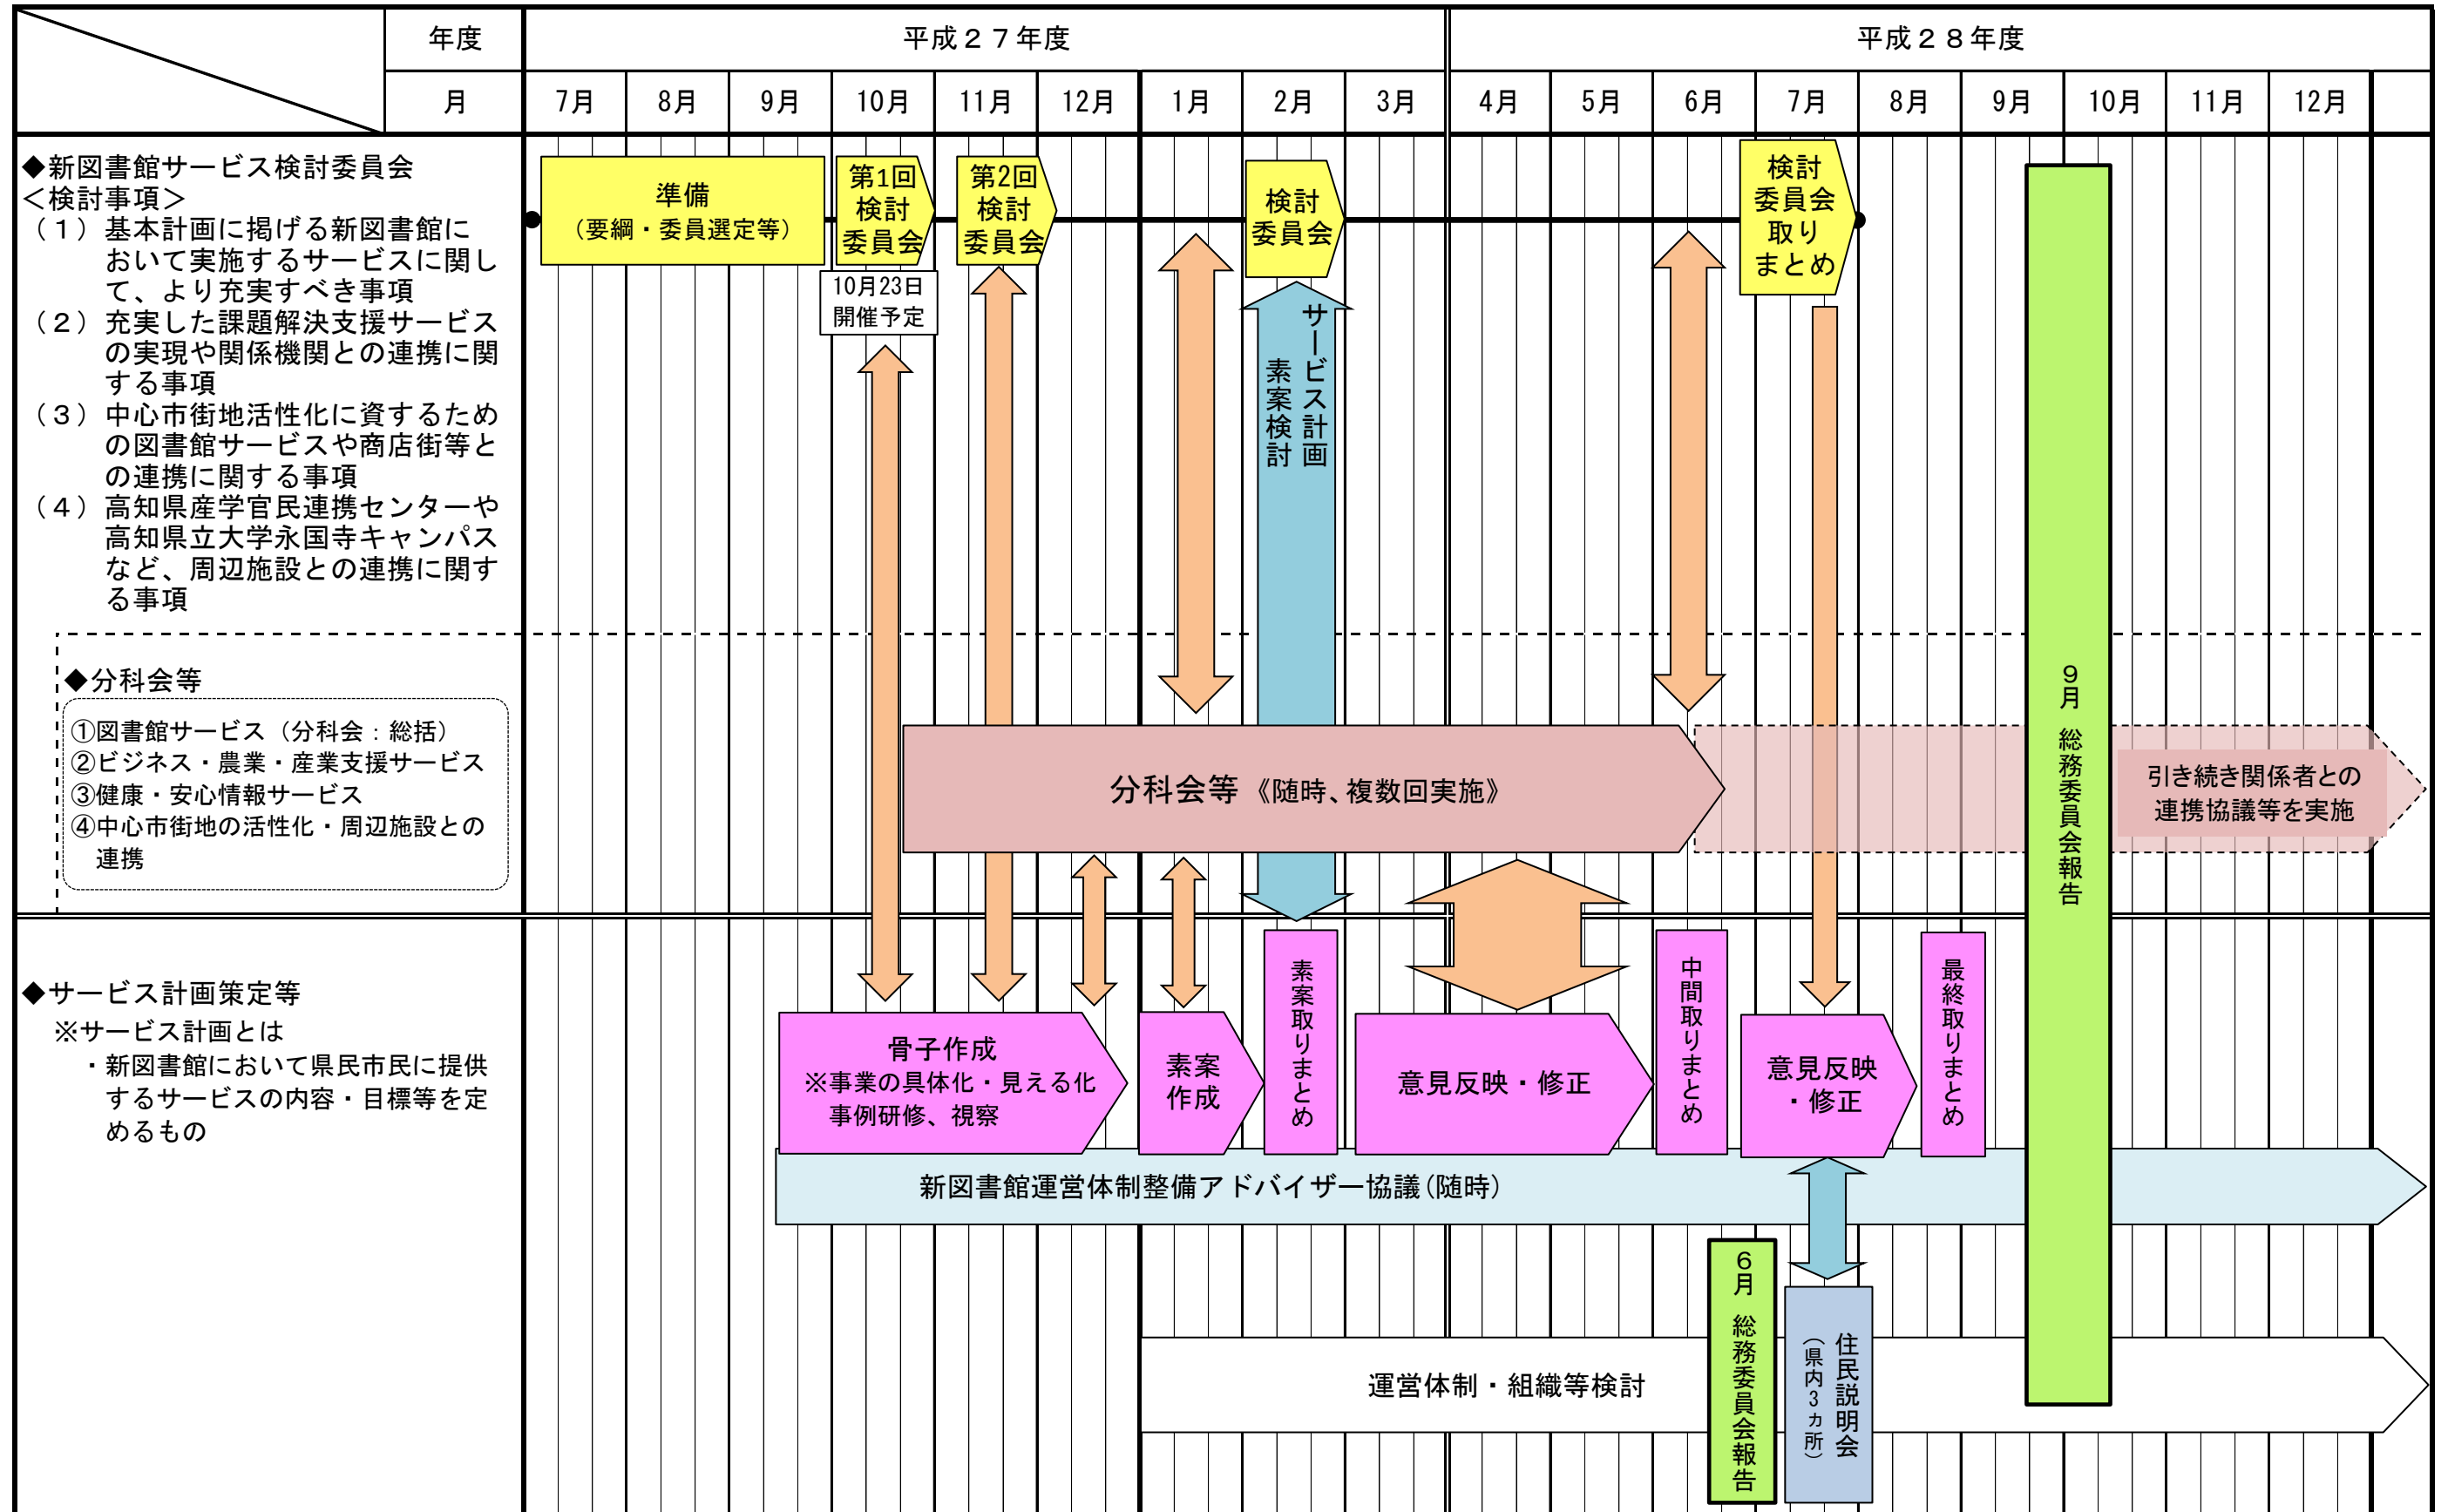 年度
平成２７年度
平成２８年度
月
7月
8月
9月
10月
11月
12月
1月
2月
3月
4月
5月
6月
7月
8月
9月
10月
11月
12月
◆新図書館サービス検討委員会
＜検討事項＞
（１）基本計画に掲げる新図書館に
おいて実施するサービスに関し
て、より充実すべき事項
（２）充実した課題解決支援サービス
の実現や関係機関との連携に関
する事項
（３）中心市街地活性化に資するため
の図書館サービスや商店街等と
の連携に関する事項
（４）高知県産学官民連携センターや
高知県立大学永国寺キャンパス
など、周辺施設との連携に関す
る事項
準備
（要綱・委員選定等）
第1回
検討
委員会
10月23日
開催予定
第2回
検討
委員会
検討
委員会
サービス計画
素案検討
検討
委員会
取り
まとめ
◆分科会等
①図書館サービス（分科会：総括）
②ビジネス・農業・産業支援サービス
③健康・安心情報サービス
④中心市街地の活性化・周辺施設との
連携
分科会等《随時、複数回実施》
引き続き関係者との
連携協議等を実施
９月　総務委員会報告
◆サービス計画策定等
※サービス計画とは
・新図書館において県民市民に提供
するサービスの内容・目標等を定
めるもの
骨子作成
※事業の具体化・見える化
事例研修、視察
素案
作成
素案取りまとめ
意見反映・修正
中間取りまとめ
意見反映
・修正
最終取りまとめ
新図書館運営体制整備アドバイザー協議(随時）
６月　総務委員会報告
住民説明会
（県内3ヵ所）
運営体制・組織等検討